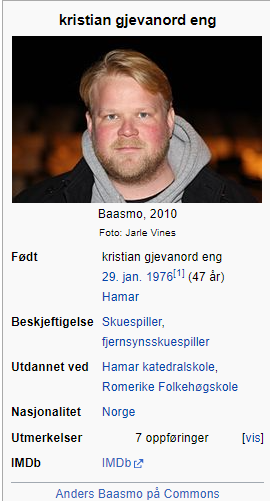 kristian gjevanord eng
Baasmo, 2010
Foto: Jarle Vines
Født kristian gjevanord eng
29. jan. 1976[1] (47 år)
Hamar
Beskjeftigelse Skuespiller,
fjernsynsskuespiller
Utdannet ved Hamar katedralskole,
Romerike Folkehøgskole
Nasjonalitet Norge
Utmerkelser 7 oppføringer [vis]
IMDb IMDb
Anders Baasmo på Commons